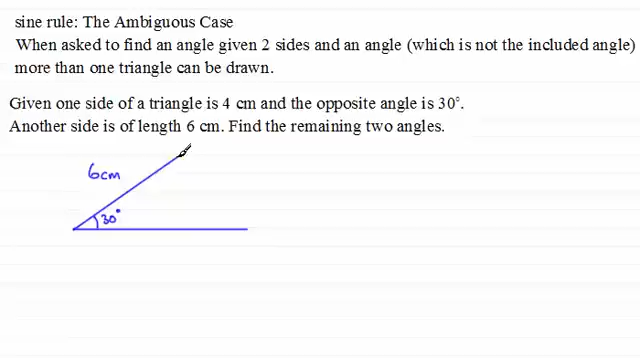 sine rule: The Ambiguous Case
When asked to find an angle given 2 sides and an angle (which is not the included angle)
more than one triangle can be drawn.
Given one side of a triangle is 4 cm and the opposite angle is 30°.
Another side is of length 6 cm. Find the remaining two angles.
6cm
30°